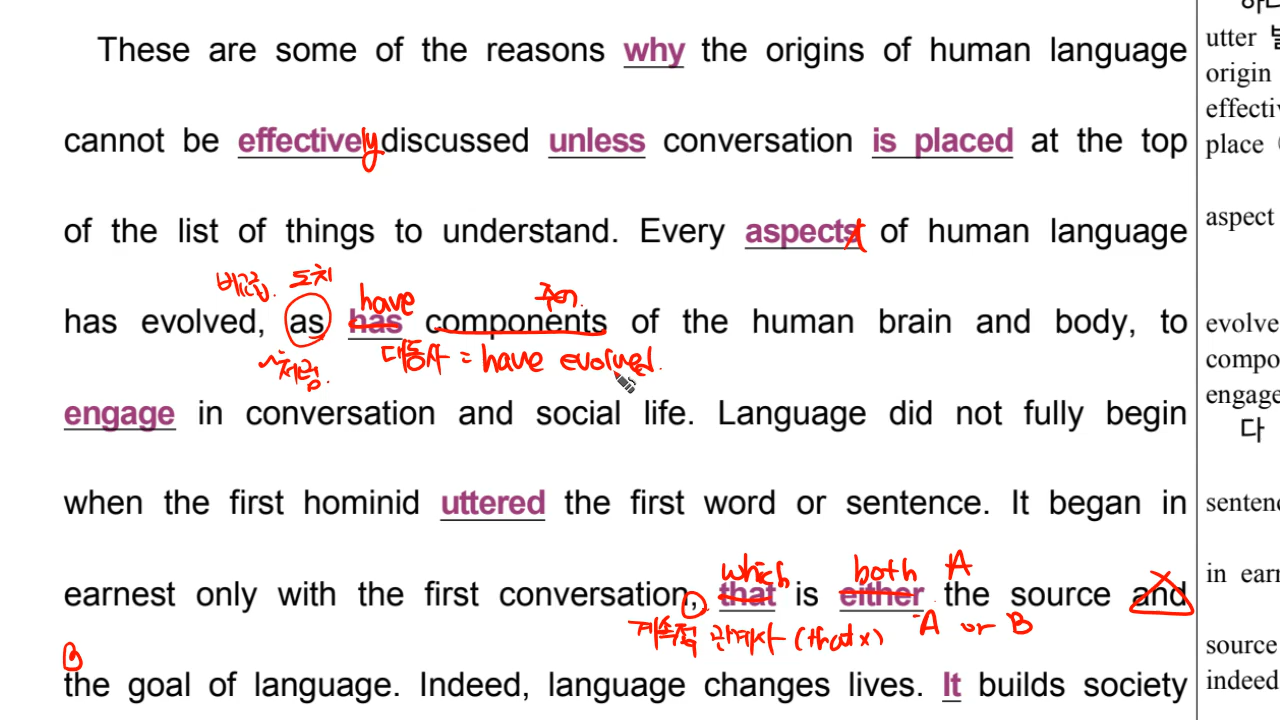 These are some of the reasons why the origins of human language
utter
origin
cannot be effectively discussed unless conversation is placed at the top
effectiv
place
of the list of things to understand. Every aspects of human language
aspect
비교급. 도치
have
주어.
has evolved, as has components of the human brain and body, to
evolve
~처럼.
대동사 = have evolved.
compo
engage in conversation and social life. Language did not fully begin
engage
다
when the first hominid uttered the first word or sentence. It began in
sentenc
which both A
earnest only with the first conversation, that is either the source and
in earn
계속적 관계사 (that x) A or B
B
the goal of language. Indeed, language changes lives. It builds society
source
indeed